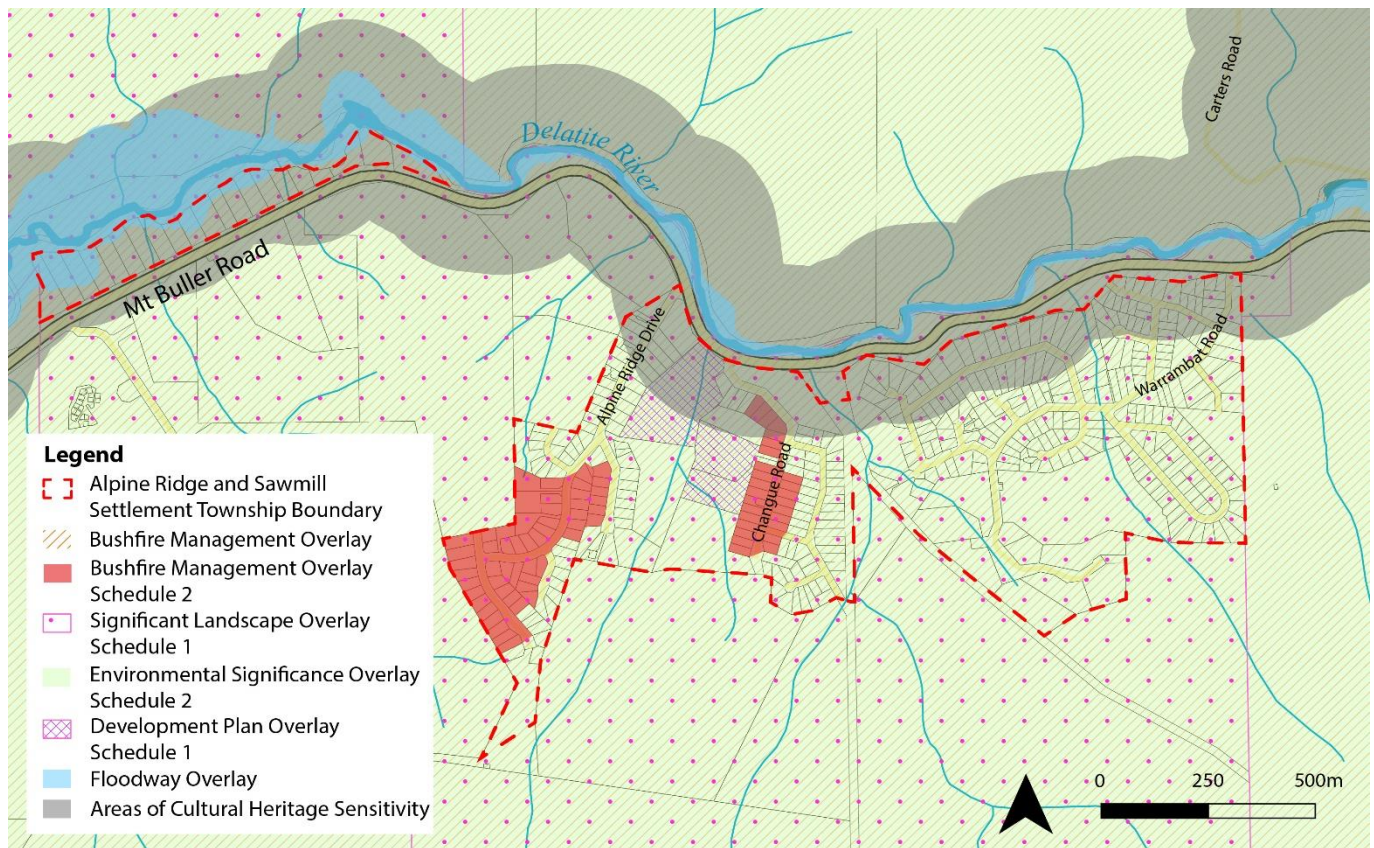 Carters Road
Delatite River
Mt Buller Road
Alpine Ridge Drive
Warrambat Road
Changue Road
Legend
Alpine Ridge and Sawmill
Settlement Township Boundary
Bushfire Management Overlay
Bushfire Management Overlay
Schedule 2
Significant Landscape Overlay
Schedule 1
Environmental Significance Overlay
Schedule 2
Development Plan Overlay
Schedule 1
Floodway Overlay
Areas of Cultural Heritage Sensitivity
0 250 500m